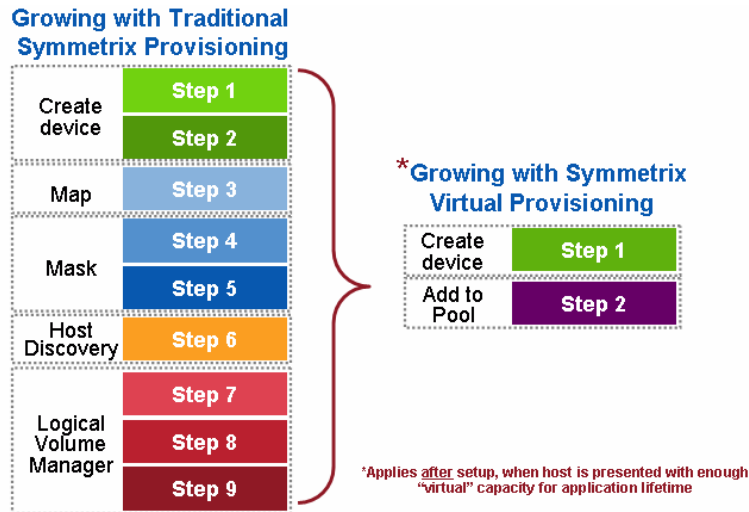 Growing with Traditional
Symmetrix Provisioning
Create
device
Step 1
Step 2
Map
Step 3
Mask
Step 4
Step 5
Host
Discovery
Step 6
Logical
Volume
Manager
Step 7
Step 8
Step 9
*Growing with Symmetrix
Virtual Provisioning
Create
device
Step 1
Add to
Pool
Step 2
*Applies after setup, when host is presented with enough
“virtual” capacity for application lifetime